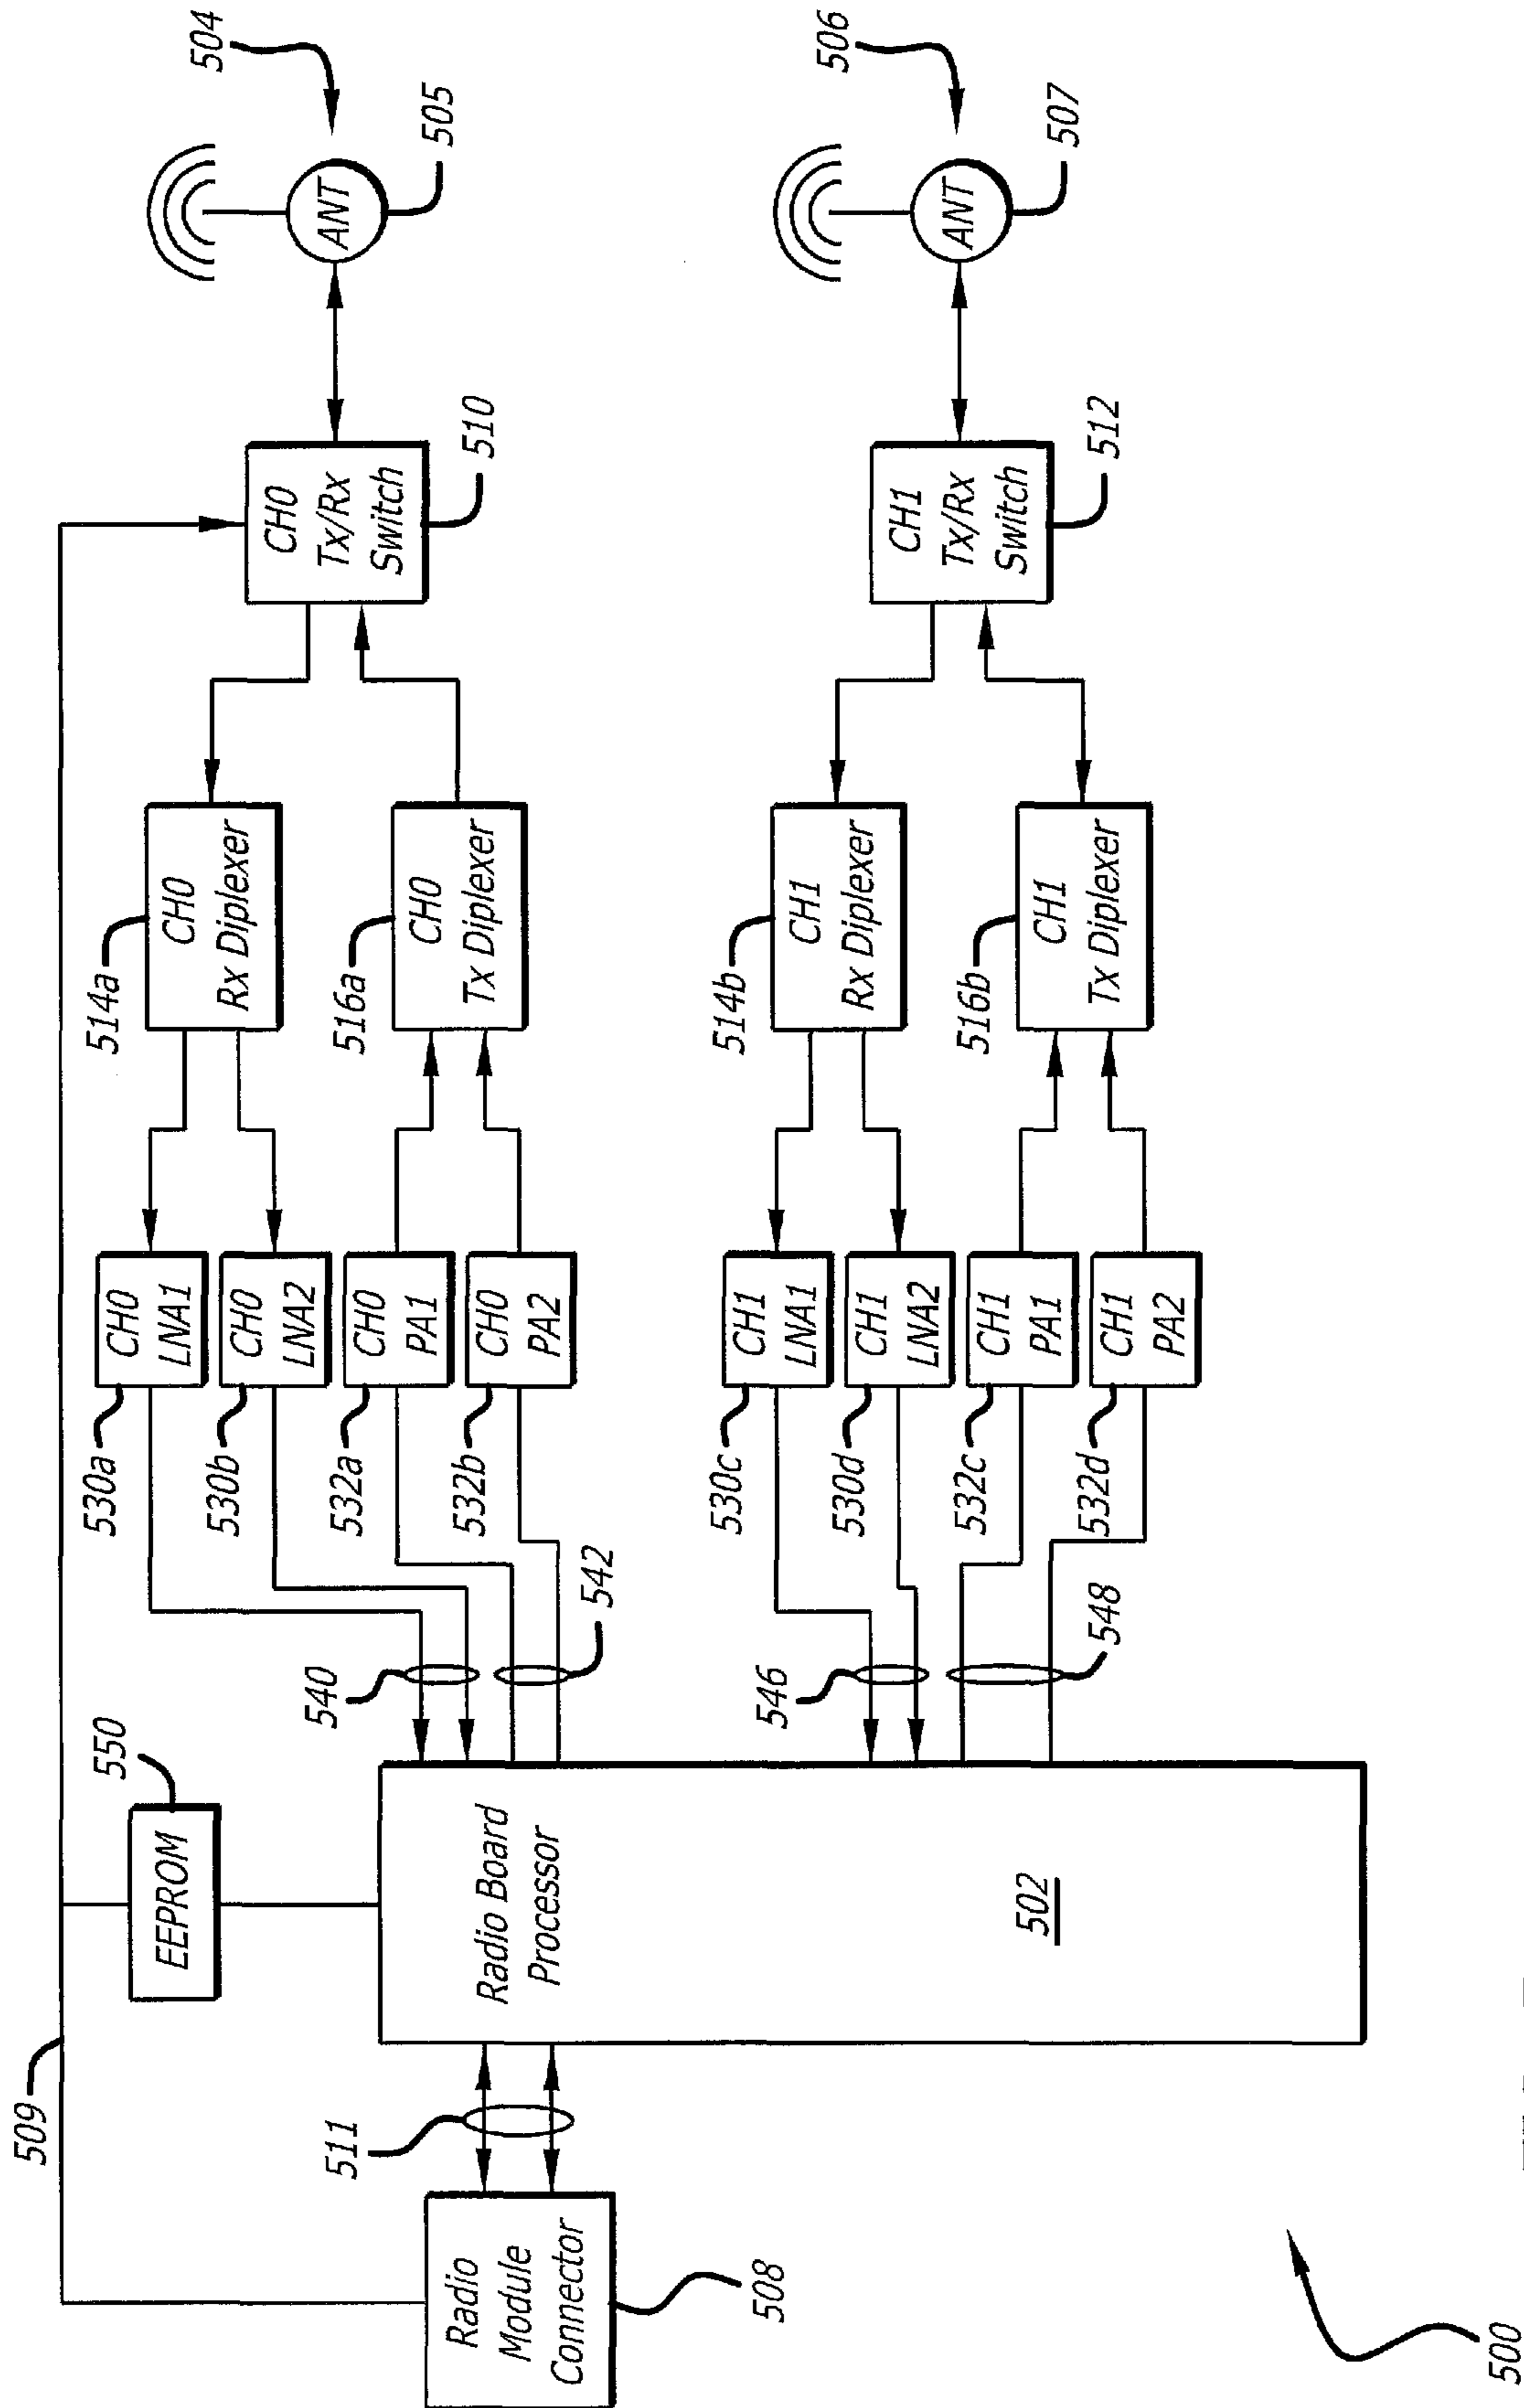 509
550
EEPROM
Radio
Module
Connector
508
511
Radio Board
Processor
502
540
542
546
548
530a
CH0
LNA1
530b
CH0
LNA2
532a
CH0
PA1
532b
CH0
PA2
530c
CH1
LNA1
530d
CH1
LNA2
532c
CH1
PA1
532d
CH1
PA2
514a
CH0
Rx Diplexer
516a
CH0
Tx Diplexer
514b
CH1
Rx Diplexer
516b
CH1
Tx Diplexer
CH0
Tx/Rx
Switch
510
CH1
Tx/Rx
Switch
512
ANT
505
504
ANT
507
506
500